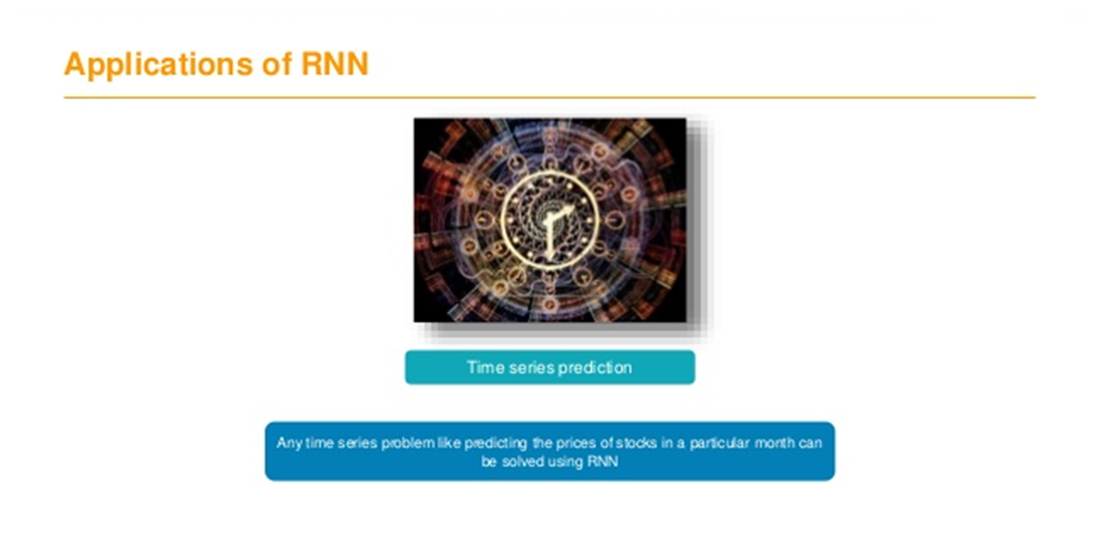 Applications of RNN
Time series prediction
Any time series problem like predicting the prices of stocks in a particular month can
be solved using RNN